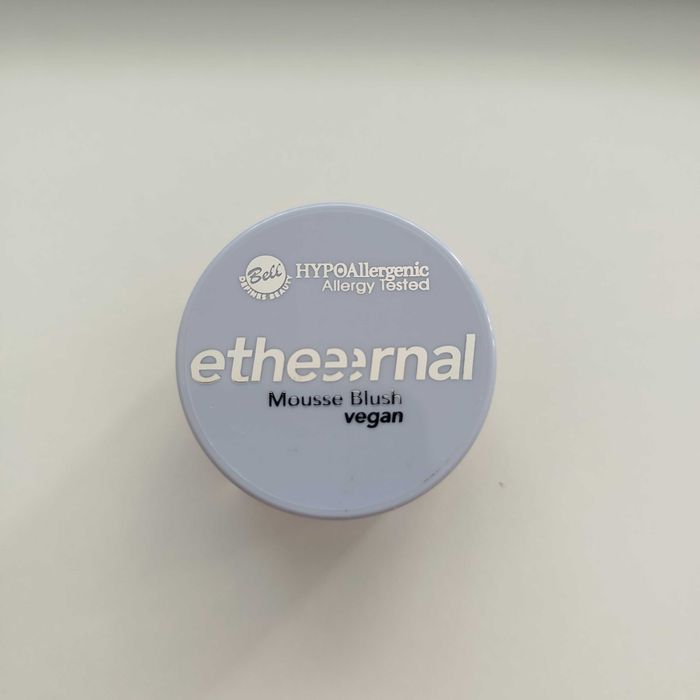 Bell
DEFINES BEAUTY
HYPOAllergenic
Allergy Tested
etheeernal
Mousse Blush
vegan